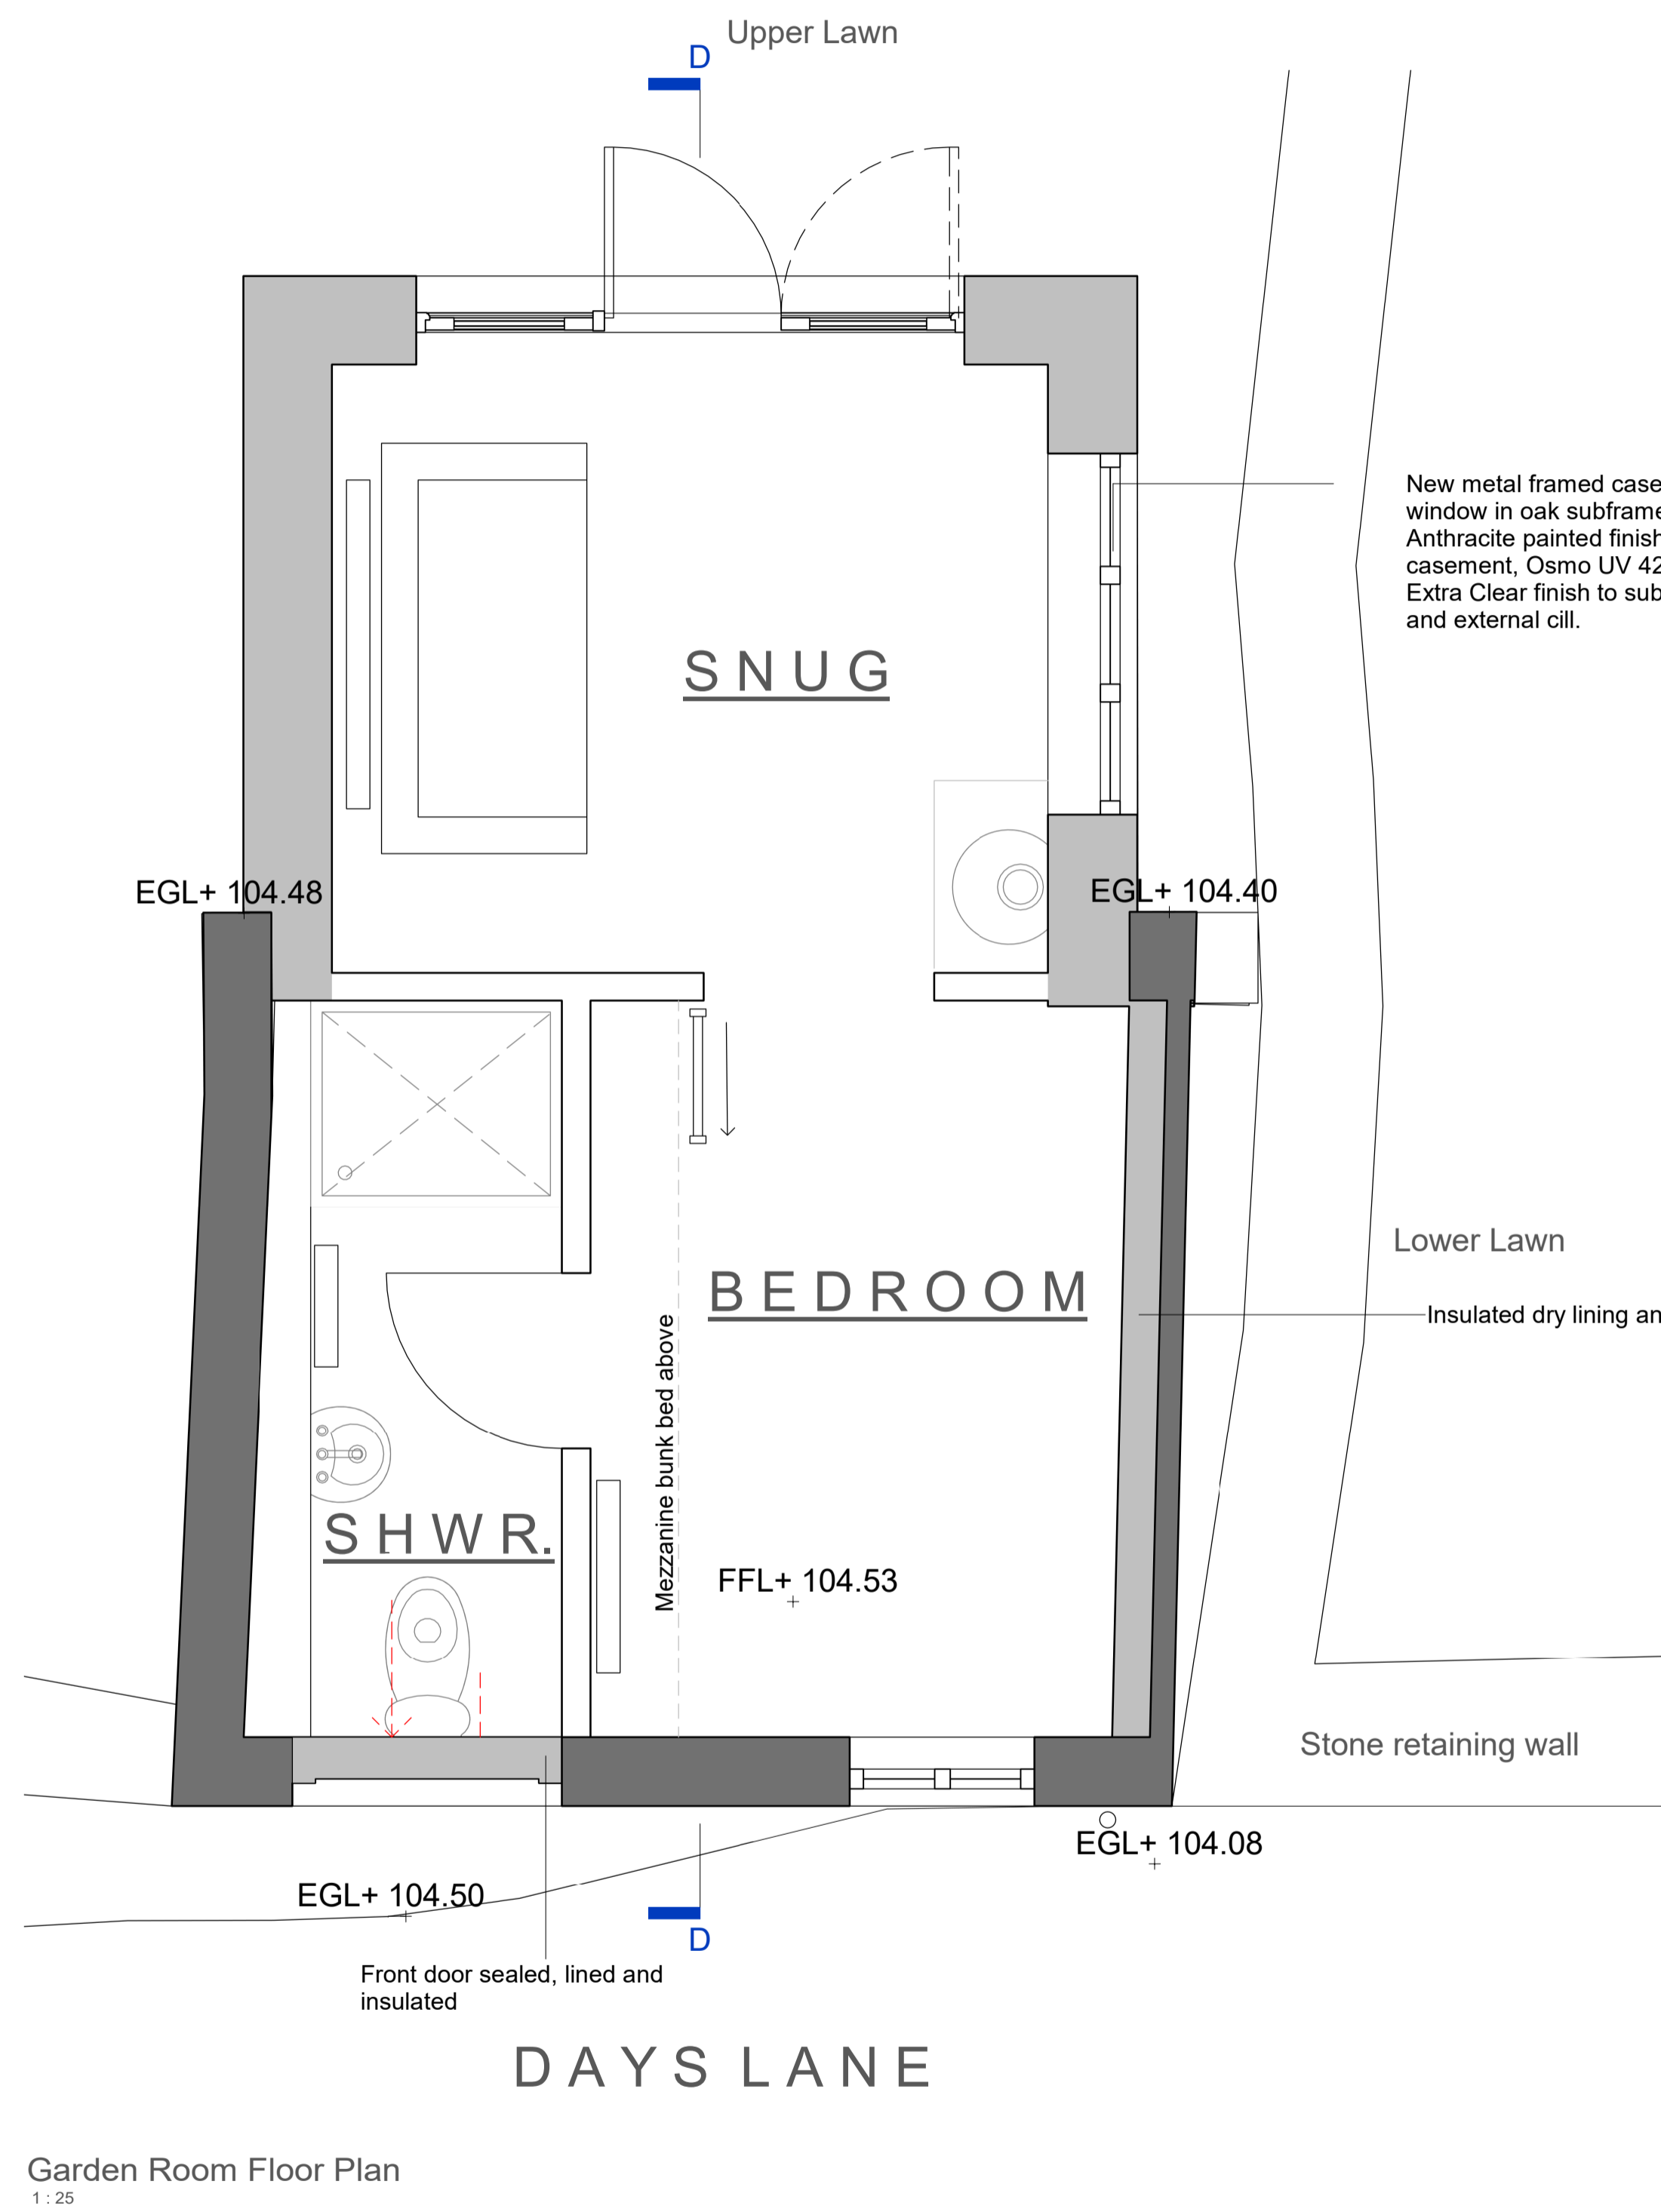 Upper Lawn
D
New metal framed case
window in oak subframe
Anthracite painted finish
casement, Osmo UV 42
Extra Clear finish to sub
and external cill.
SNUG
EGL+ 104.48
EGL+ 104.40
Lower Lawn
BEDROOM
Insulated dry lining an
Mezzanine bunk bed above
SHWR.
FFL+ 104.53
Stone retaining wall
EGL+ 104.08
EGL+ 104.50
D
Front door sealed, lined and
insulated
DAYS LANE
Garden Room Floor Plan
1 : 25